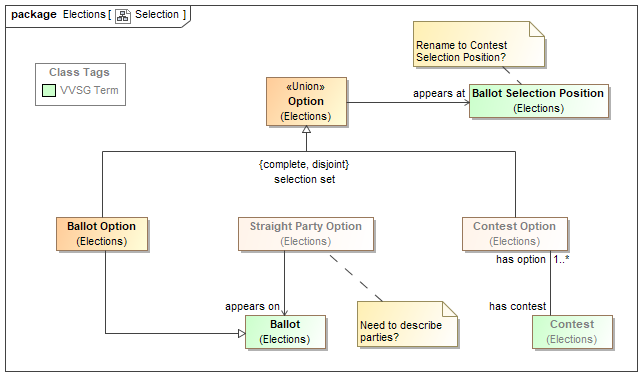 package Elections [ Selection ]
Class Tags
VVSG Term
Rename to Contest
Selection Position?
«Union»
Option
(Elections)
appears at
Ballot Selection Position
(Elections)
{complete, disjoint}
selection set
Ballot Option
(Elections)
Straight Party Option
(Elections)
Contest Option
(Elections)
has option
1..*
appears on
has contest
Ballot
(Elections)
Need to describe
parties?
Contest
(Elections)